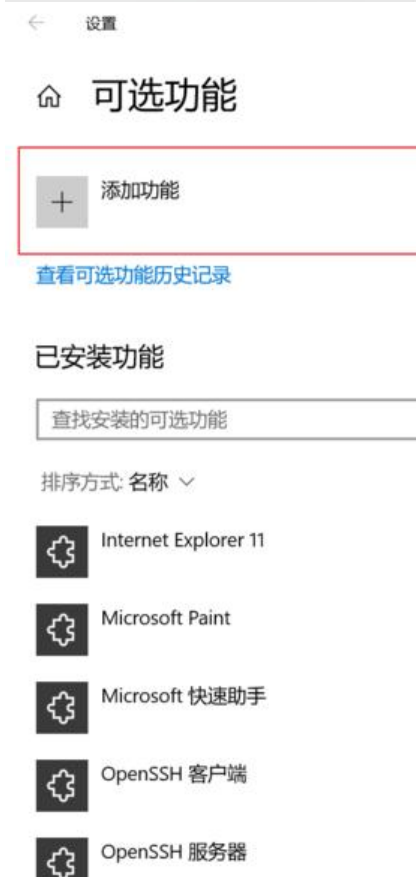 设置
可选功能
添加功能
查看可选功能历史记录
已安装功能
查找安装的可选功能
排序方式: 名称
Internet Explorer 11
Microsoft Paint
Microsoft 快速助手
OpenSSH 客户端
OpenSSH 服务器